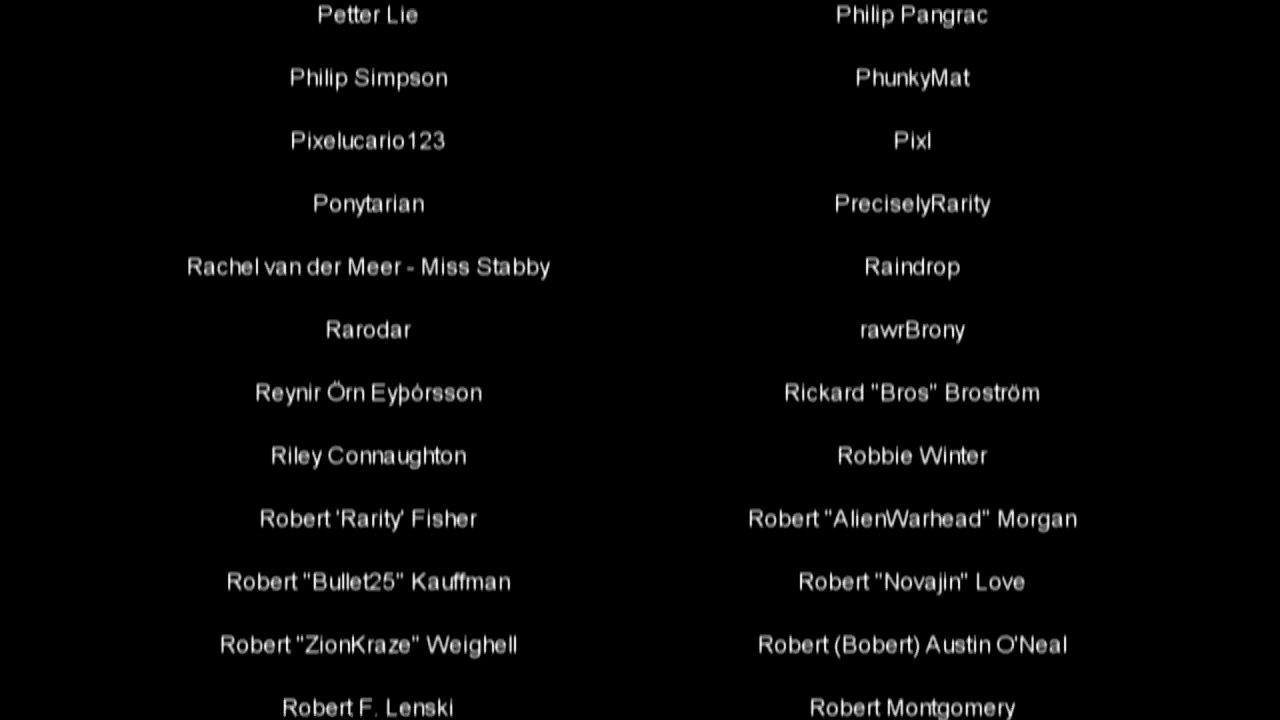 Petter Lie Philip Pangrac
Philip Simpson PhunkyMat
Pixelucario123 Pixl
Ponytarian PreciselyRarity
Rachel van der Meer - Miss Stabby Raindrop
Rarodar rawrBrony
Reynir Örn Eyþórsson Rickard "Bros" Broström
Riley Connaughton Robbie Winter
Robert 'Rarity' Fisher Robert "AlienWarhead" Morgan
Robert "Bullet25" Kauffman Robert "Novajin" Love
Robert "ZionKraze" Weighell Robert (Bobert) Austin O'Neal
Robert F. Lenski Robert Montgomery